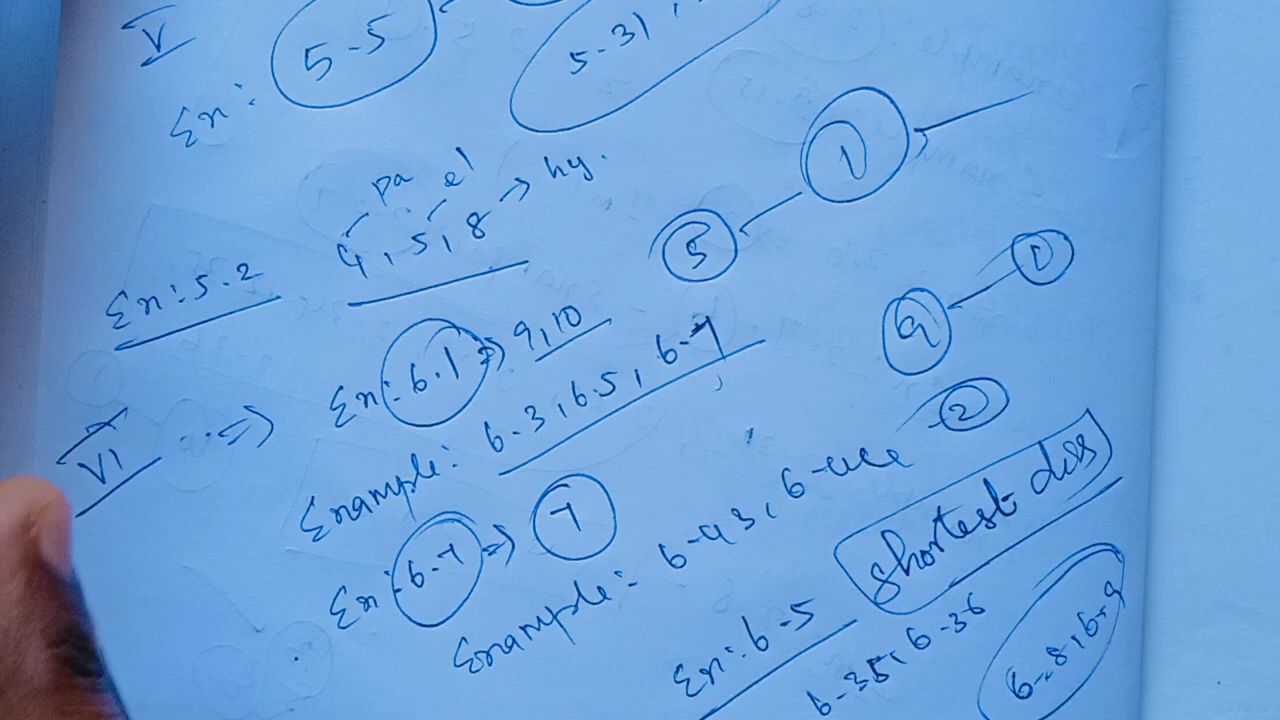 V
Ex: 5-5 5-31,
pa el
4, 5, 8 → hy.
Ex: 5.2
1
5
1
9
VI ⇒ Ex: 6.1 ⇒ 9, 10
Example: 6.3, 6.5, 6-7
Ex: 6-7 ⇒ 7
Example: 6-43, 6-44 2
Ex: 6-5 Shortest dis
6-35, 6-36
6-8, 6-9